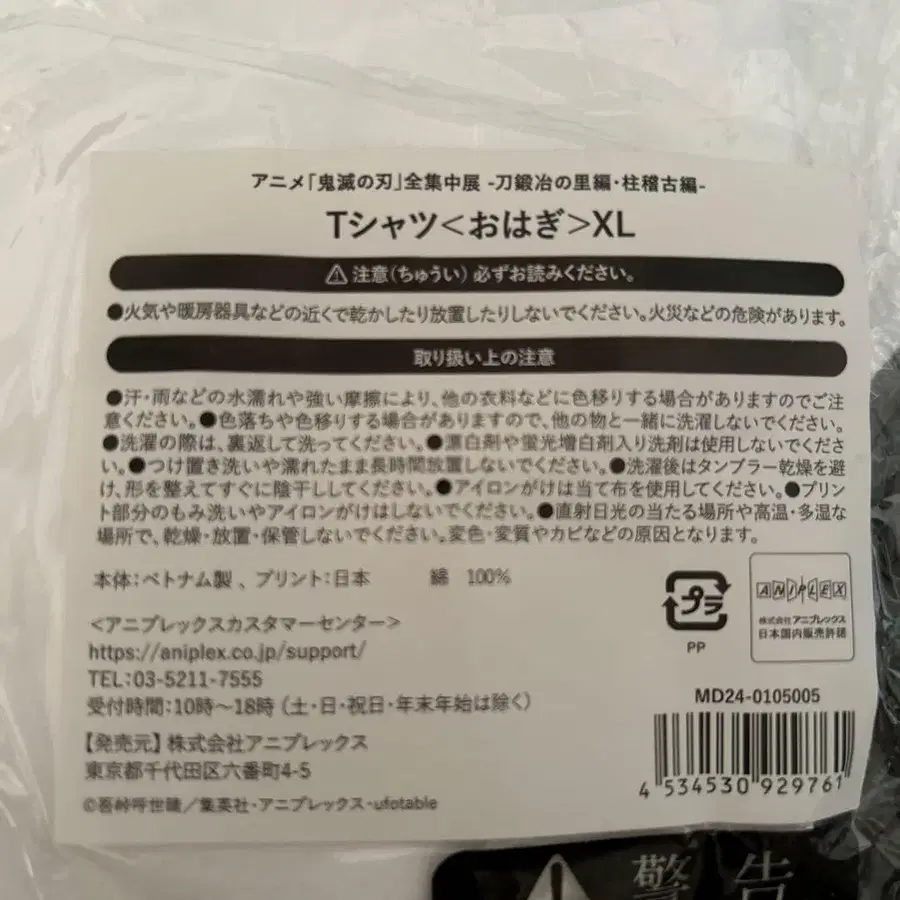 アニメ「鬼滅の刃」全集中展 -刀鍛冶の里編・柱稽古編-
Tシャツ<おはぎ>XL
⚠注意(ちゅうい) 必ずお読みください。
●火気や暖房器具などの近くで乾かしたり放置したりしないでください。火災などの危険があります。
取り扱い上の注意
●汗・雨などの水濡れや強い摩擦により、他の衣料などに色移りする場合がありますのでご注
意ください。●色落ちや色移りする場合がありますので、他の物と一緒に洗濯しないでください。
●洗濯の際は、裏返して洗ってください。●漂白剤や蛍光増白剤入り洗剤は使用しないでくださ
い。●つけ置き洗いや濡れたまま長時間放置しないでください。●洗濯後はタンブラー乾燥を避
け、形を整えてすぐに陰干ししてください。●アイロンがけは当て布を使用してください。●プリン
ト部分のもみ洗いやアイロンがけはしないでください。●直射日光の当たる場所や高温・多湿な
場所で、乾燥・放置・保管しないでください。変色・変質やカビなどの原因となります。
本体:ベトナム製、プリント:日本 綿 100%
プラ
PP
ANIPLEX
株式会社アニプレックス
日本国内販売許諾
<アニプレックスカスタマーセンター>
https://aniplex.co.jp/support/
TEL:03-5211-7555
受付時間:10時〜18時 (土・日・祝日・年末年始は除く)
【発売元】株式会社アニプレックス
東京都千代田区六番町4-5
©吾峠呼世晴/集英社・アニプレックス・ufotable
MD24-0105005
4 534530 929761
警告